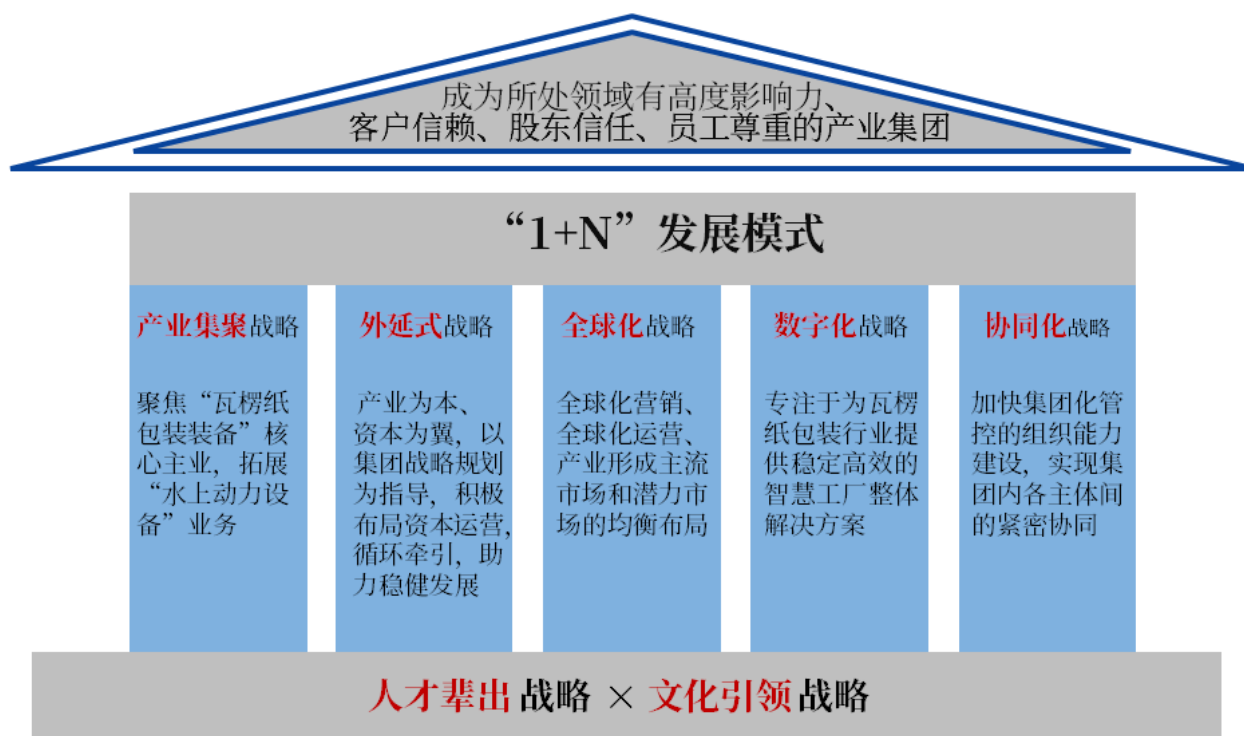 成为所处领域有高度影响力、
客户信赖、股东信任、员工尊重的产业集团
“1+N”发展模式
产业集聚战略
聚焦“瓦楞纸
包装装备”核
心主业，拓展
“水上动力设
备”业务
外延式战略
产业为本、
资本为翼，以
集团战略规划
为指导，积极
布局资本运营，
循环牵引，助
力稳健发展
全球化战略
全球化营销、
全球化运营、
产业形成主流
市场和潜力市
场的均衡布局
数字化战略
专注于为瓦楞
纸包装行业提
供稳定高效的
智慧工厂整体
解决方案
协同化战略
加快集团化管
控的组织能力
建设，实现集
团内各主体间
的紧密协同
人才辈出战略 × 文化引领战略